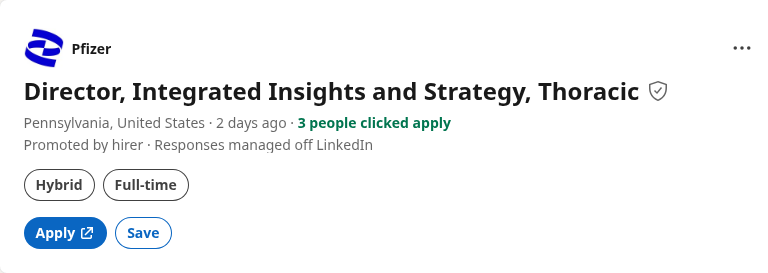 Pfizer
Director, Integrated Insights and Strategy, Thoracic
Pennsylvania, United States · 2 days ago · 3 people clicked apply
Promoted by hirer · Responses managed off LinkedIn
Hybrid Full-time
Apply Save